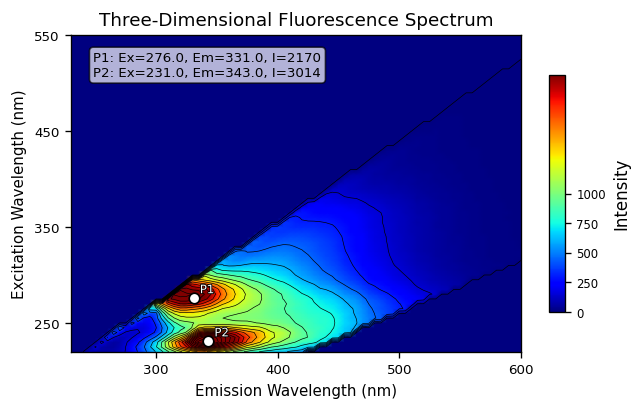 Three-Dimensional Fluorescence Spectrum
P1: Ex=276.0, Em=331.0, I=2170
P2: Ex=231.0, Em=343.0, I=3014
Excitation Wavelength (nm)
550
450
350
250
P1
P2
300
400
500
600
Emission Wavelength (nm)
1000
750
500
250
0
Intensity